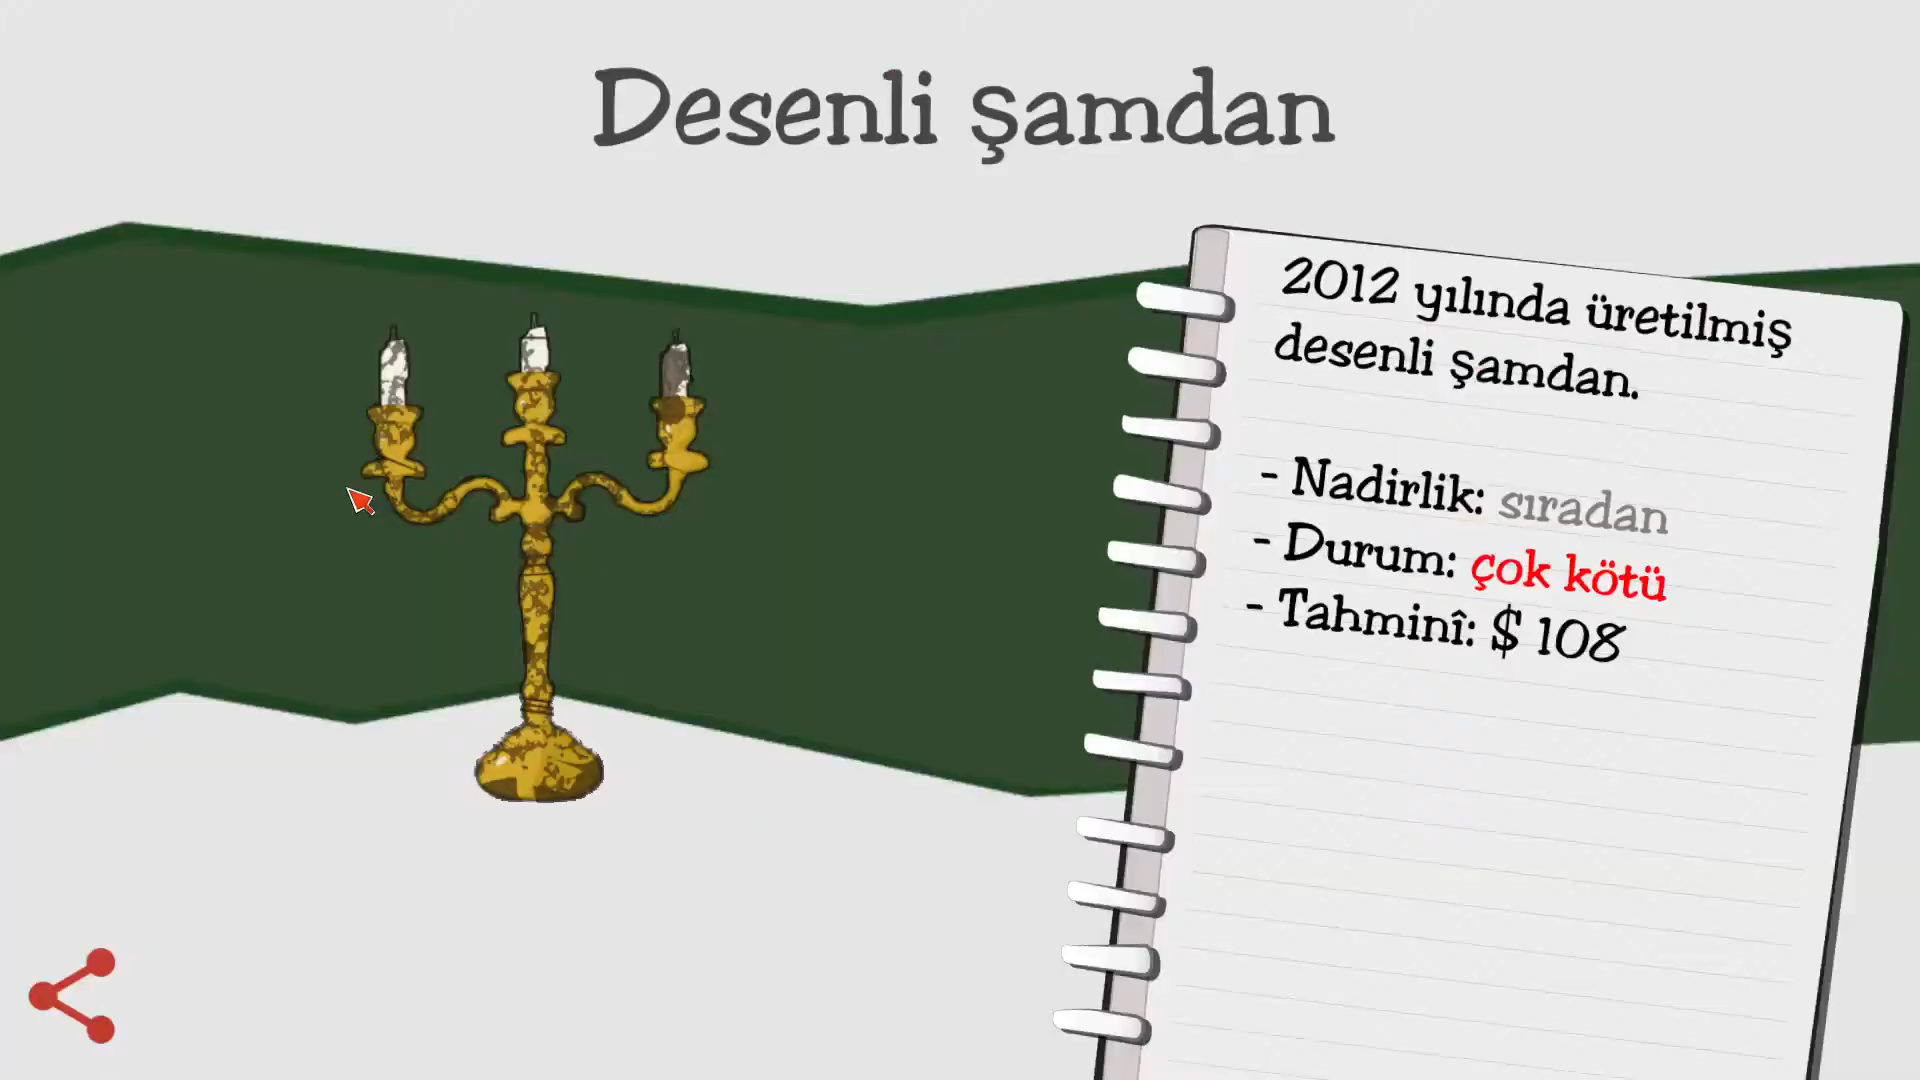 Desenli şamdan
2012 yılında üretilmiş
desenli şamdan.
- Nadirlik: sıradan
- Durum: çok kötü
- Tahminî: $ 108